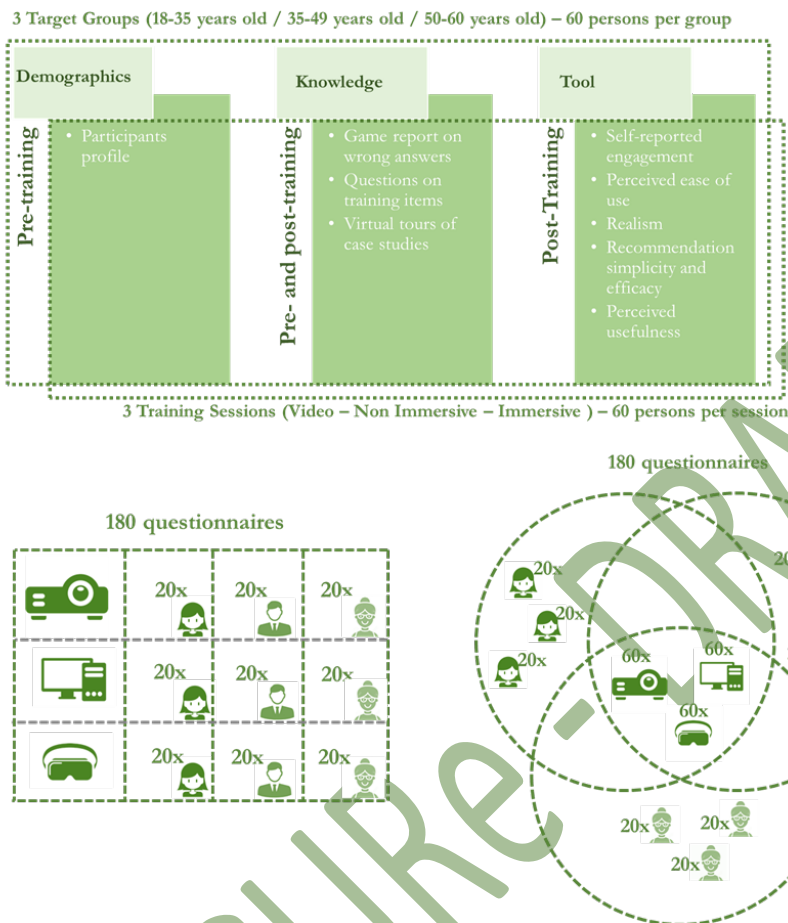 3 Target Groups (18-35 years old / 35-49 years old / 50-60 years old) – 60 persons per group
Demographics
Knowledge
Tool
Pre-training
• Participants
profile
Pre- and post-training
• Game report on
wrong answers
• Questions on
training items
• Virtual tours of
case studies
Post-Training
• Self-reported
engagement
• Perceived ease of
use
• Realism
• Recommendation
simplicity and
efficacy
• Perceived
usefulness
3 Training Sessions (Video – Non Immersive – Immersive ) – 60 persons per session
180 questionnaires
20x 20x 20x
20x 20x 20x
20x 20x 20x
180 questionnaires
20x
20x
20x
20
60x 60x
60x
20x 20x
20x
URe - DRA